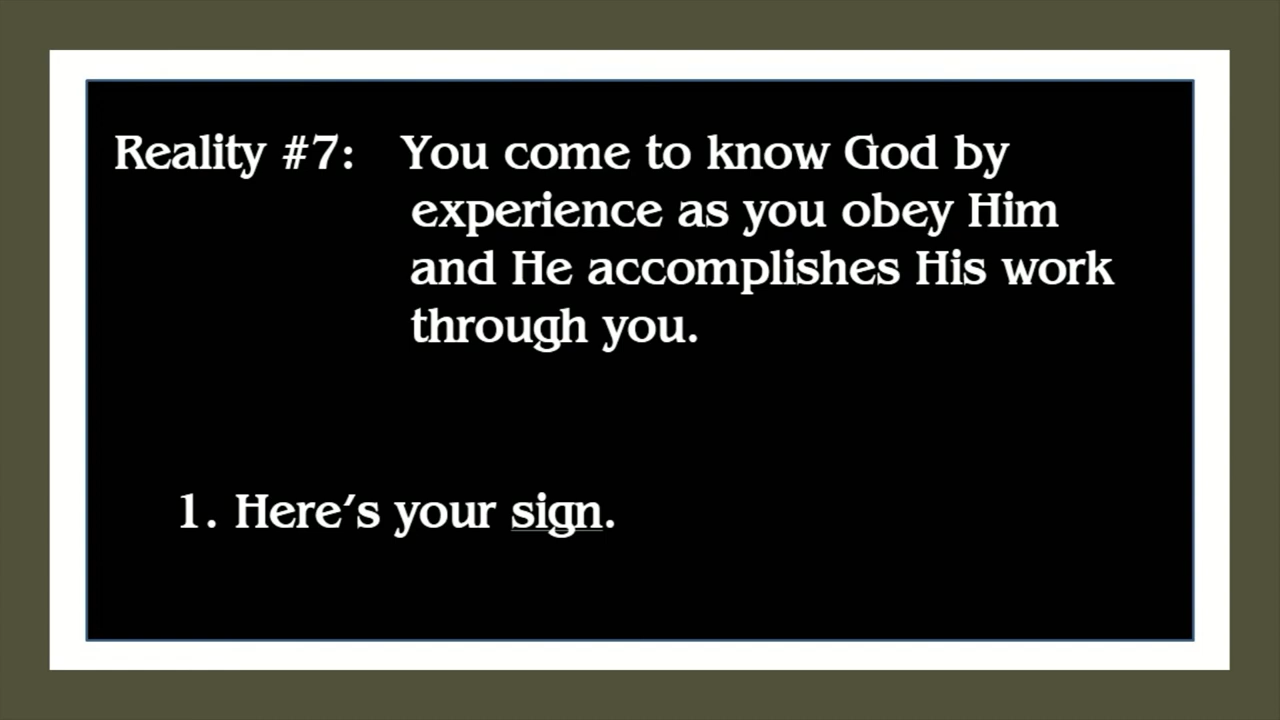 Reality #7: You come to know God by
experience as you obey Him
and He accomplishes His work
through you.
1. Here's your sign.